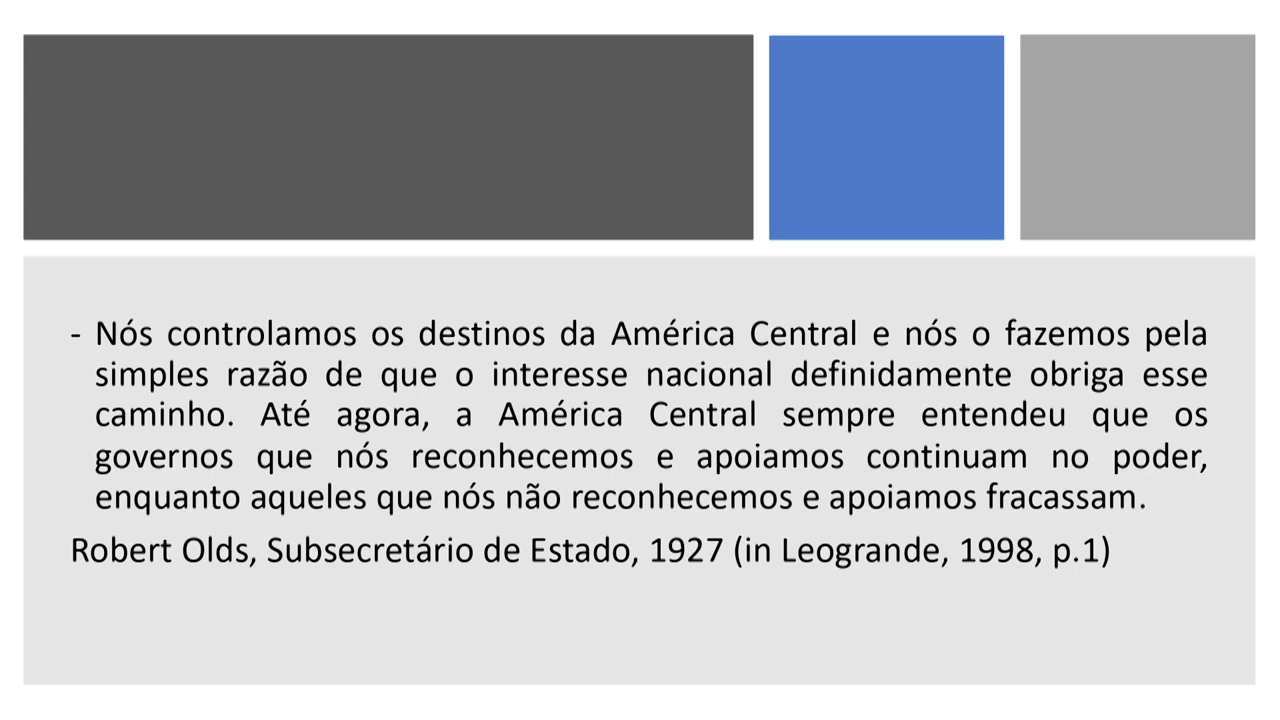 - Nós controlamos os destinos da América Central e nós o fazemos pela
simples razão de que o interesse nacional definidamente obriga esse
caminho. Até agora, a América Central sempre entendeu que os
governos que nós reconhecemos e apoiamos continuam no poder,
enquanto aqueles que nós não reconhecemos e apoiamos fracassam.
Robert Olds, Subsecretário de Estado, 1927 (in Leogrande, 1998, p.1)